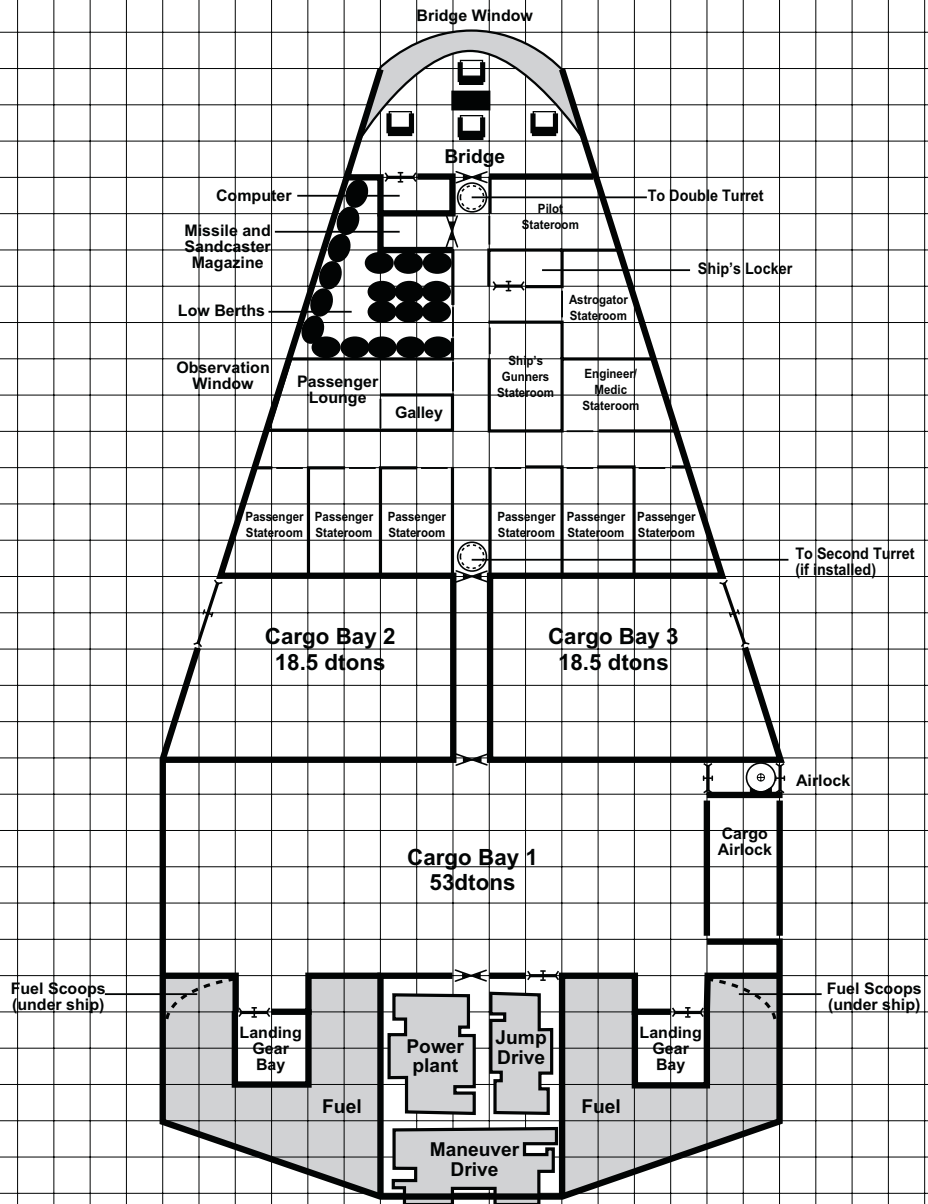 Bridge Window
Bridge
Computer
To Double Turret
Pilot
Stateroom
Missile and
Sandcaster
Magazine
Ship's Locker
Low Berths
Astrogator
Stateroom
Observation
Window
Passenger
Lounge
Galley
Ship's
Gunners
Stateroom
Engineer/
Medic
Stateroom
Passenger
Stateroom
Passenger
Stateroom
Passenger
Stateroom
Passenger
Stateroom
Passenger
Stateroom
Passenger
Stateroom
To Second Turret
(if installed)
Cargo Bay 2
18.5 dtons
Cargo Bay 3
18.5 dtons
Airlock
Cargo
Airlock
Cargo Bay 1
53dtons
Fuel Scoops
(under ship)
Fuel Scoops
(under ship)
Landing
Gear
Bay
Power
plant
Jump
Drive
Landing
Gear
Bay
Fuel
Fuel
Maneuver
Drive